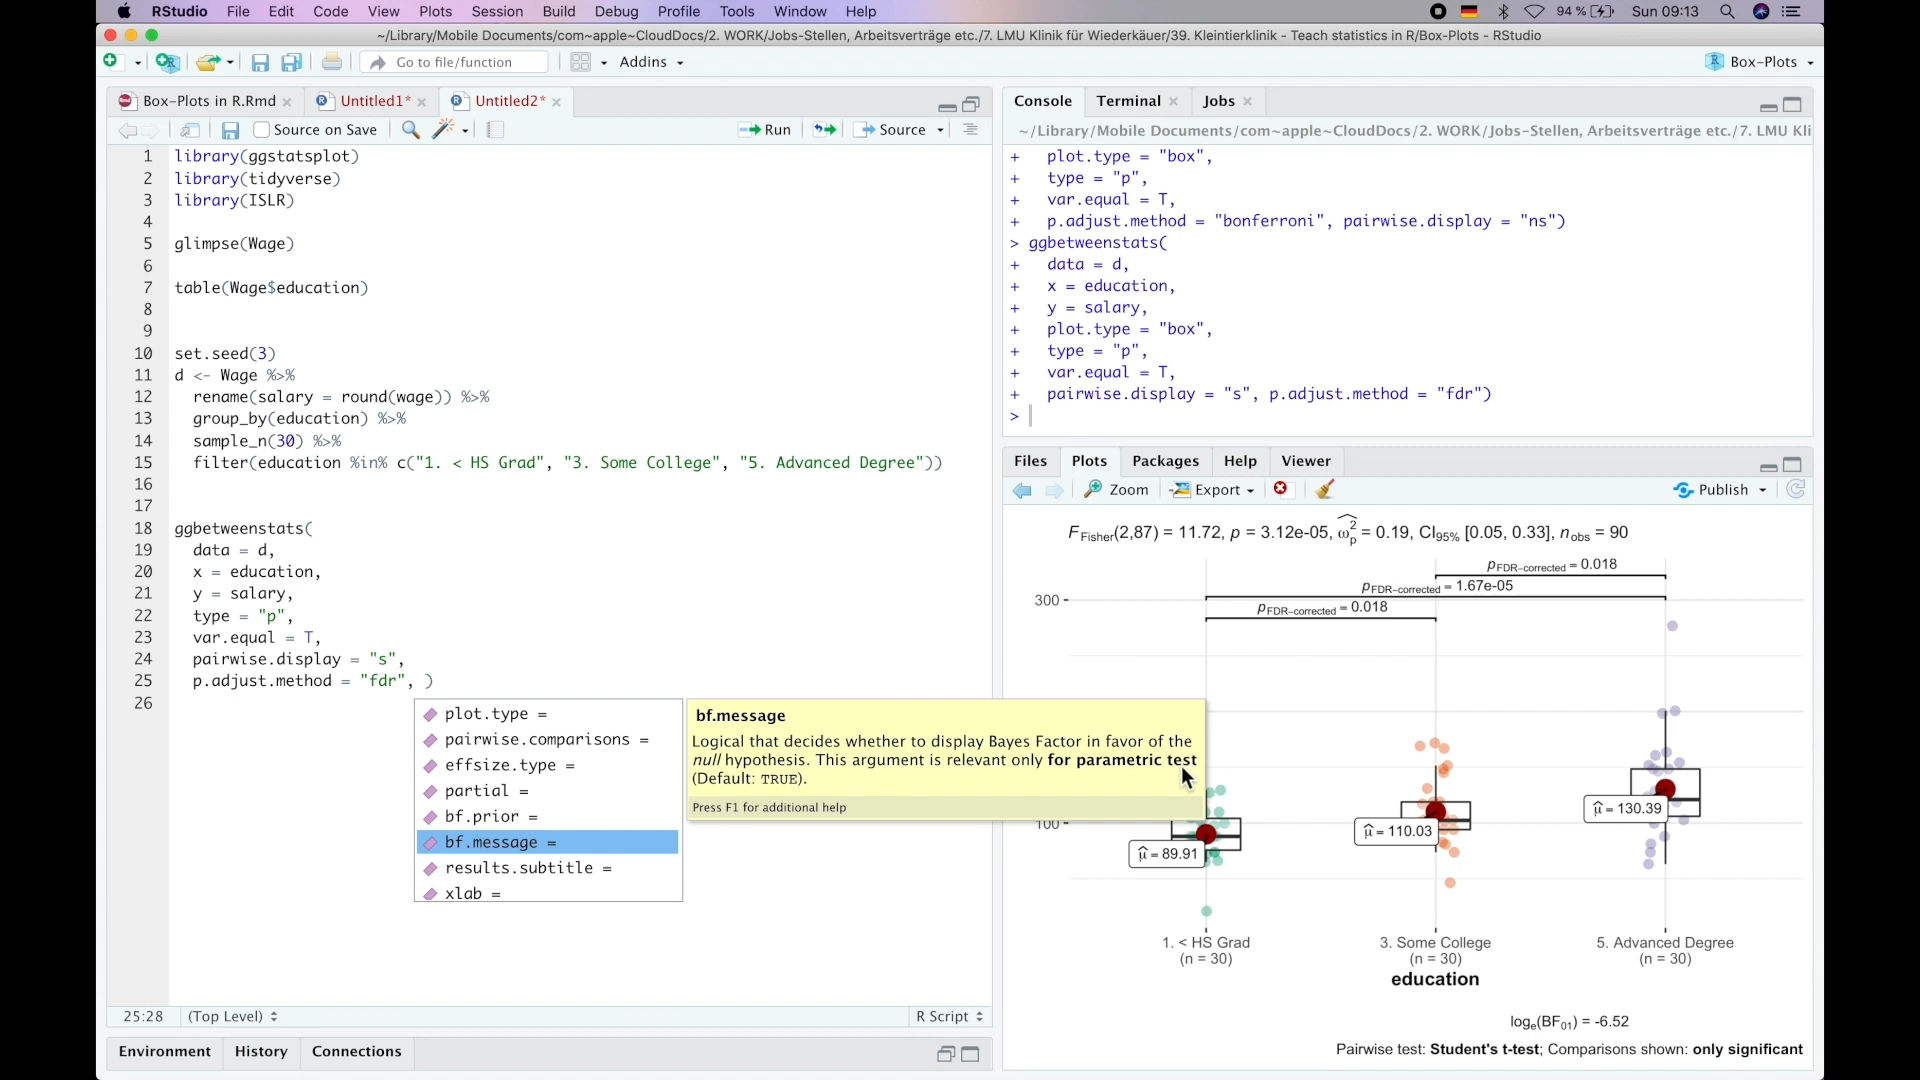 RStudio File Edit Code View Plots Session Build Debug Profile Tools Window Help 94 % Sun 09:13
~/Library/Mobile Documents/com~apple~CloudDocs/2. WORK/Jobs-Stellen, Arbeitsverträge etc./7. LMU Klinik für Wiederkäuer/39. Kleintierklinik - Teach statistics in R/Box-Plots - RStudio
Go to file/function Addins Box-Plots
Box-Plots in R.Rmd Untitled1* Untitled2*
Source on Save Run Source
1 library(ggstatsplot)
2 library(tidyverse)
3 library(ISLR)
4
5 glimpse(Wage)
6
7 table(Wage$education)
8
9
10 set.seed(3)
11 d <- Wage %>%
12 rename(salary = round(wage)) %>%
13 group_by(education) %>%
14 sample_n(30) %>%
15 filter(education %in% c("1. < HS Grad", "3. Some College", "5. Advanced Degree"))
16
17
18 ggbetweenstats(
19 data = d,
20 x = education,
21 y = salary,
22 type = "p",
23 var.equal = T,
24 pairwise.display = "s",
25 p.adjust.method = "fdr", )
26
plot.type =
pairwise.comparisons =
effsize.type =
partial =
bf.prior =
bf.message =
results.subtitle =
xlab =
bf.message
Logical that decides whether to display Bayes Factor in favor of the
null hypothesis. This argument is relevant only for parametric test
(Default: TRUE).
Press F1 for additional help
25:28 (Top Level) R Script
Environment History Connections
Console Terminal Jobs
~/Library/Mobile Documents/com~apple~CloudDocs/2. WORK/Jobs-Stellen, Arbeitsverträge etc./7. LMU Kli
+ plot.type = "box",
+ type = "p",
+ var.equal = T,
+ p.adjust.method = "bonferroni", pairwise.display = "ns")
> ggbetweenstats(
+ data = d,
+ x = education,
+ y = salary,
+ plot.type = "box",
+ type = "p",
+ var.equal = T,
+ pairwise.display = "s", p.adjust.method = "fdr")
>
Files Plots Packages Help Viewer
Zoom Export Publish
F Fisher(2,87) = 11.72, p = 3.12e-05, ω̂²p = 0.19, CI95% [0.05, 0.33], nobs = 90
pFDR−corrected = 0.018
pFDR−corrected = 1.67e-05
pFDR−corrected = 0.018
300
100
μ̂ = 89.91
μ̂ = 110.03
μ̂ = 130.39
1. < HS Grad 3. Some College 5. Advanced Degree
(n = 30) (n = 30) (n = 30)
education
loge(BF01) = -6.52
Pairwise test: Student's t-test; Comparisons shown: only significant